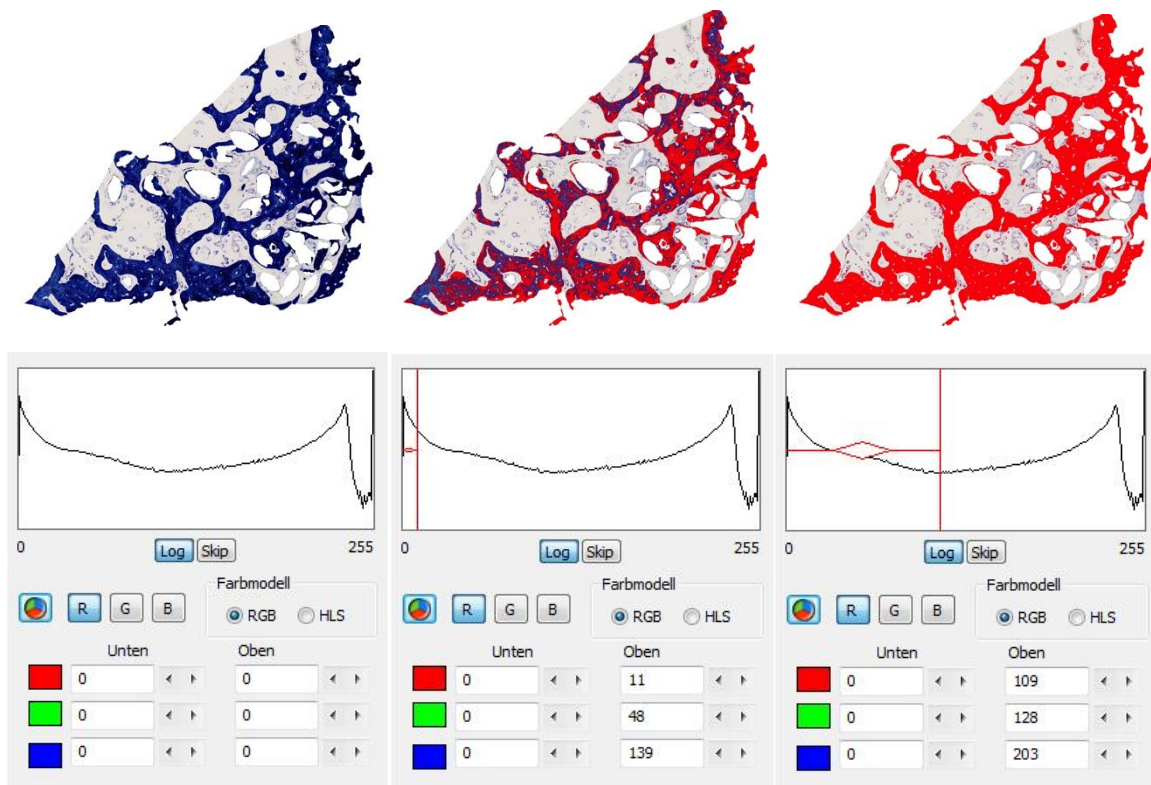 0 Log Skip 255
Farbmodell
R G B RGB HLS
Unten Oben
0 0
0 0
0 0
0 Log Skip 255
Farbmodell
R G B RGB HLS
Unten Oben
0 11
0 48
0 139
0 Log Skip 255
Farbmodell
R G B RGB HLS
Unten Oben
0 109
0 128
0 203